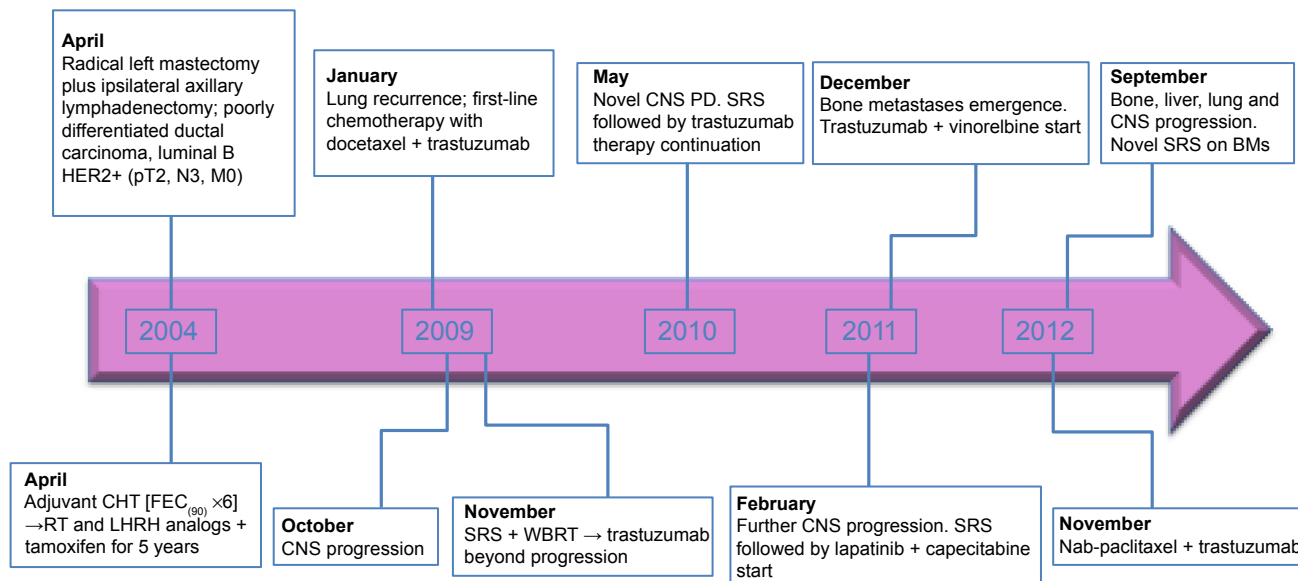 April
Radical left mastectomy
plus ipsilateral axillary
lymphadenectomy; poorly
differentiated ductal
carcinoma, luminal B
HER2+ (pT2, N3, M0)
January
Lung recurrence; first-line
chemotherapy with
docetaxel + trastuzumab
May
Novel CNS PD. SRS
followed by trastuzumab
therapy continuation
December
Bone metastases emergence.
Trastuzumab + vinorelbine start
September
Bone, liver, lung and
CNS progression.
Novel SRS on BMs
2004
2009
2010
2011
2012
April
Adjuvant CHT [FEC(90) ×6]
→RT and LHRH analogs +
tamoxifen for 5 years
October
CNS progression
November
SRS + WBRT → trastuzumab
beyond progression
February
Further CNS progression. SRS
followed by lapatinib + capecitabine
start
November
Nab-paclitaxel + trastuzumab